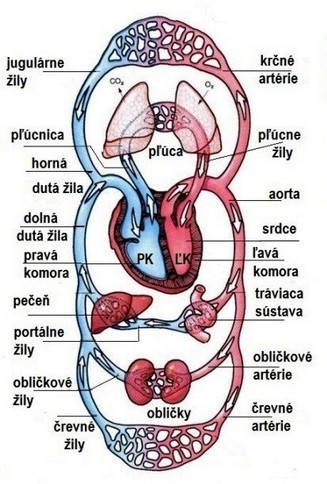 jugulárne
žily
krčné
artérie
CO₂
O₂
pľúcnica
pľúca
pľúcne
žily
horná
dutá žila
aorta
dolná
dutá žila
srdce
pravá
komora
PK
ĽK
ľavá
komora
pečeň
tráviaca
sústava
portálne
žily
obličkové
artérie
obličkové
žily
obličky
črevné
žily
črevné
artérie